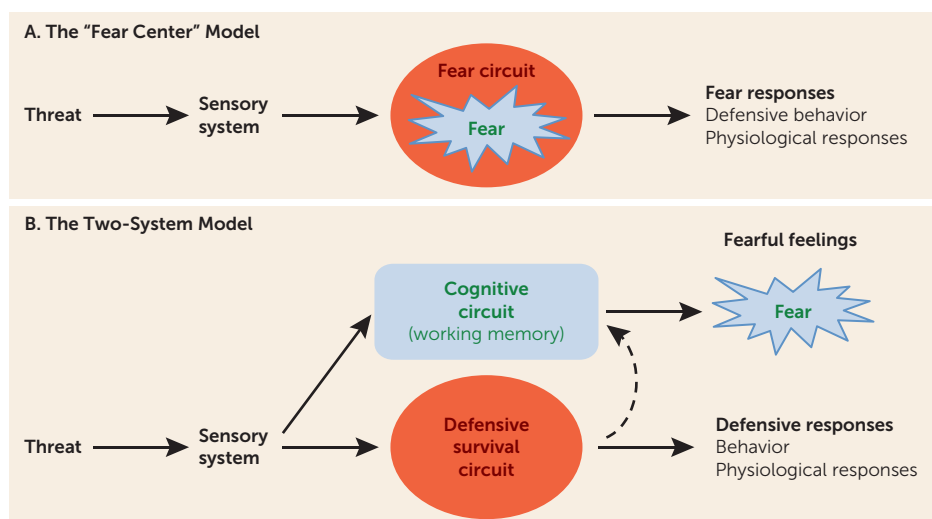 A. The “Fear Center” Model
Threat
Sensory
system
Fear circuit
Fear
Fear responses
Defensive behavior
Physiological responses
B. The Two-System Model
Fearful feelings
Cognitive
circuit
(working memory)
Fear
Threat
Sensory
system
Defensive
survival
circuit
Defensive responses
Behavior
Physiological responses